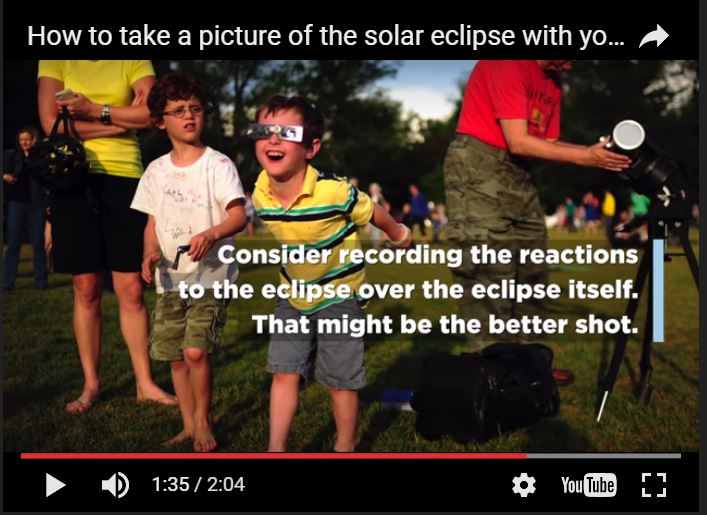 How to take a picture of the solar eclipse with yo...
Consider recording the reactions
to the eclipse over the eclipse itself.
That might be the better shot.
1:35 / 2:04
YouTube